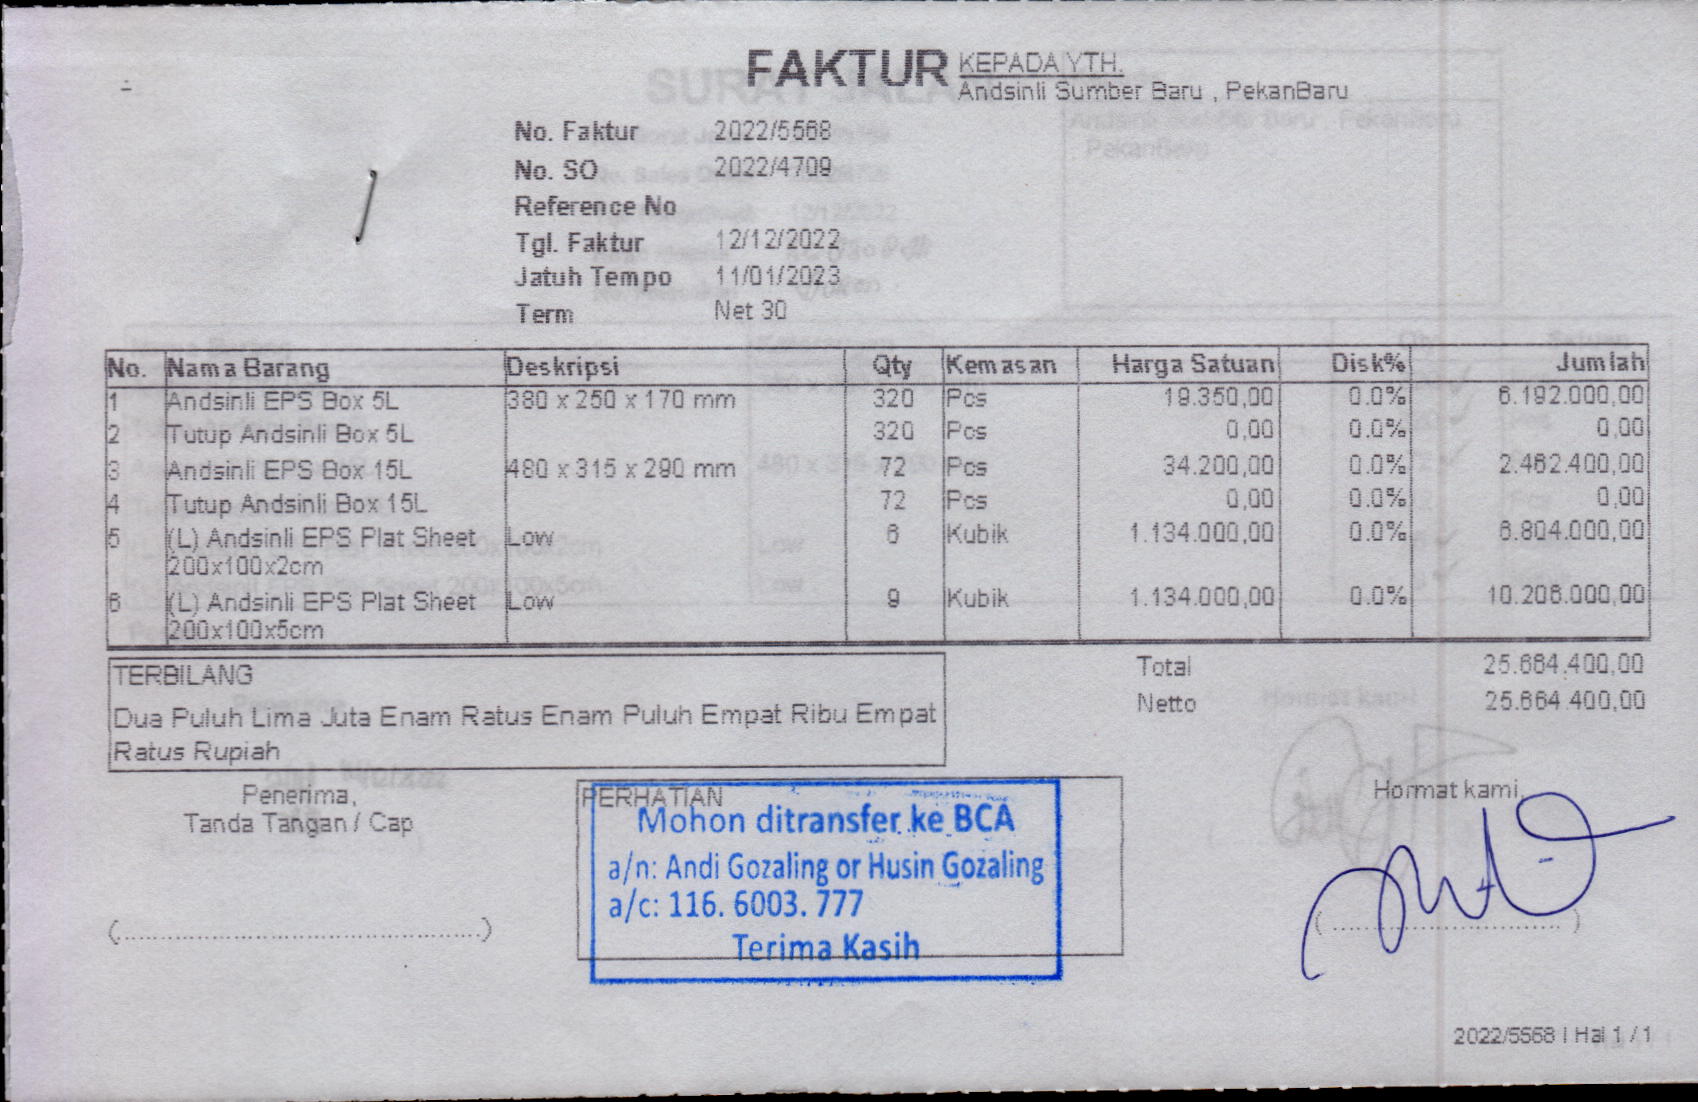 FAKTUR
KEPADA YTH.
Andsinli Sumber Baru , PekanBaru
No. Faktur 2022/5568
No. SO 2022/4709
Reference No
Tgl. Faktur 12/12/2022
Jatuh Tempo 11/01/2023
Term Net 30
No. Nama Barang Deskripsi Qty Kemasan Harga Satuan Disk% Jumlah
1 Andsinli EPS Box 5L 380 x 250 x 170 mm 320 Pcs 19.350,00 0.0% 6.192.000,00
2 Tutup Andsinli Box 5L 320 Pcs 0,00 0.0% 0,00
3 Andsinli EPS Box 15L 480 x 315 x 290 mm 72 Pcs 34.200,00 0.0% 2.462.400,00
4 Tutup Andsinli Box 15L 72 Pcs 0,00 0.0% 0,00
5 (L) Andsinli EPS Plat Sheet Low 6 Kubik 1.134.000,00 0.0% 6.804.000,00
200x100x2cm
6 (L) Andsinli EPS Plat Sheet Low 9 Kubik 1.134.000,00 0.0% 10.206.000,00
200x100x5cm
TERBILANG
Dua Puluh Lima Juta Enam Ratus Enam Puluh Empat Ribu Empat
Ratus Rupiah
Total 25.664.400,00
Netto 25.664.400,00
Penerima,
Tanda Tangan / Cap
(..............................................)
PERHATIAN
Mohon ditransfer ke BCA
a/n: Andi Gozaling or Husin Gozaling
a/c: 116. 6003. 777
Terima Kasih
Hormat kami,
(..............................)
2022/5568 | Hal 1 / 1